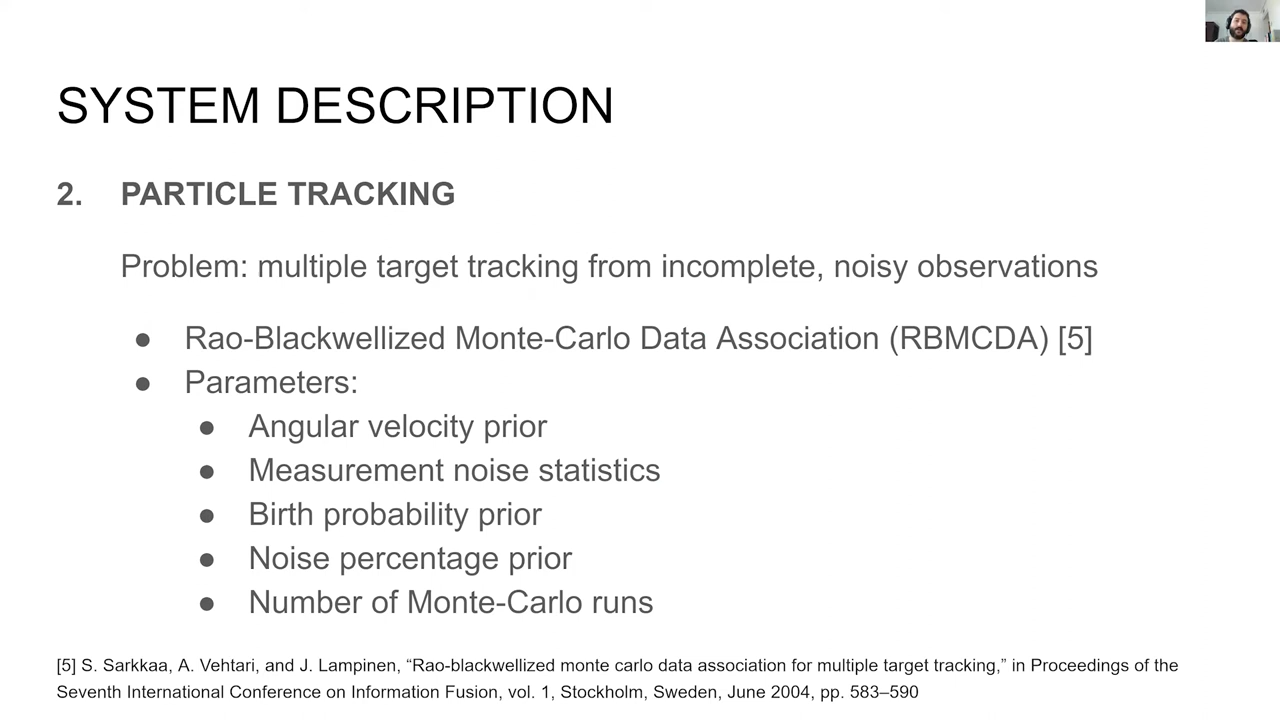 SYSTEM DESCRIPTION
2. PARTICLE TRACKING
Problem: multiple target tracking from incomplete, noisy observations
● Rao-Blackwellized Monte-Carlo Data Association (RBMCDA) [5]
● Parameters:
● Angular velocity prior
● Measurement noise statistics
● Birth probability prior
● Noise percentage prior
● Number of Monte-Carlo runs
[5] S. Sarkkaa, A. Vehtari, and J. Lampinen, “Rao-blackwellized monte carlo data association for multiple target tracking,” in Proceedings of the
Seventh International Conference on Information Fusion, vol. 1, Stockholm, Sweden, June 2004, pp. 583–590